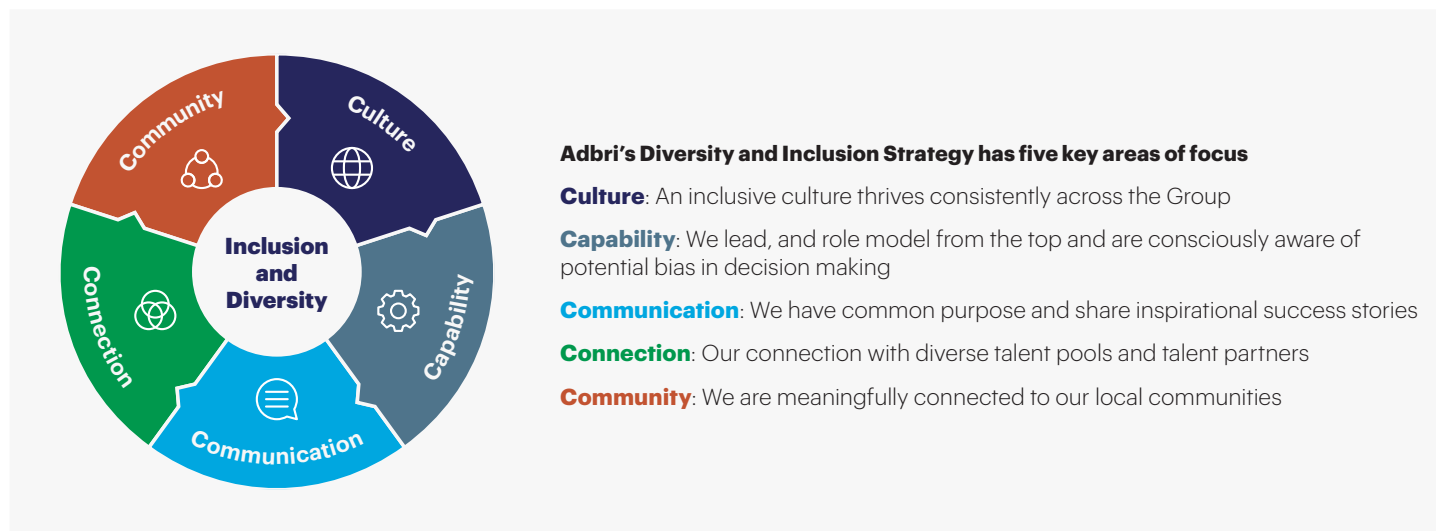 Community
Culture
Connection
Inclusion
and
Diversity
Capability
Communication
Adbri’s Diversity and Inclusion Strategy has five key areas of focus
Culture: An inclusive culture thrives consistently across the Group
Capability: We lead, and role model from the top and are consciously aware of
potential bias in decision making
Communication: We have common purpose and share inspirational success stories
Connection: Our connection with diverse talent pools and talent partners
Community: We are meaningfully connected to our local communities